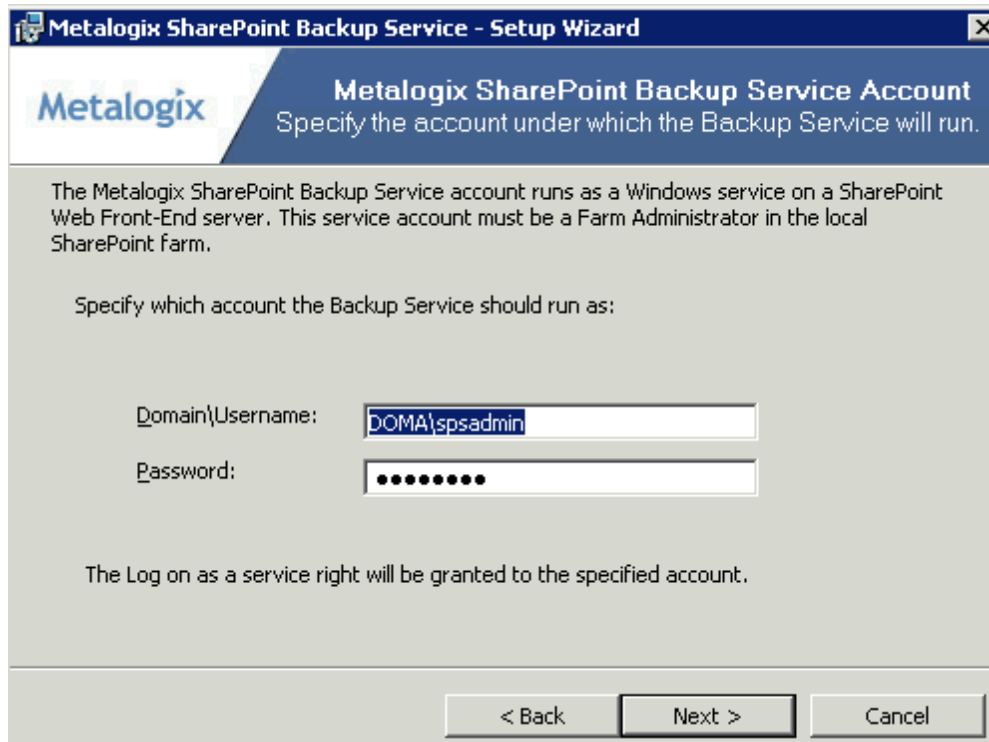 Metalogix SharePoint Backup Service - Setup Wizard
Metalogix
Metalogix SharePoint Backup Service Account
Specify the account under which the Backup Service will run.
The Metalogix SharePoint Backup Service account runs as a Windows service on a SharePoint
Web Front-End server. This service account must be a Farm Administrator in the local
SharePoint farm.
Specify which account the Backup Service should run as:
Domain\Username:
DOMA\spsadmin
Password:
●●●●●●●●
The Log on as a service right will be granted to the specified account.
< Back
Next >
Cancel